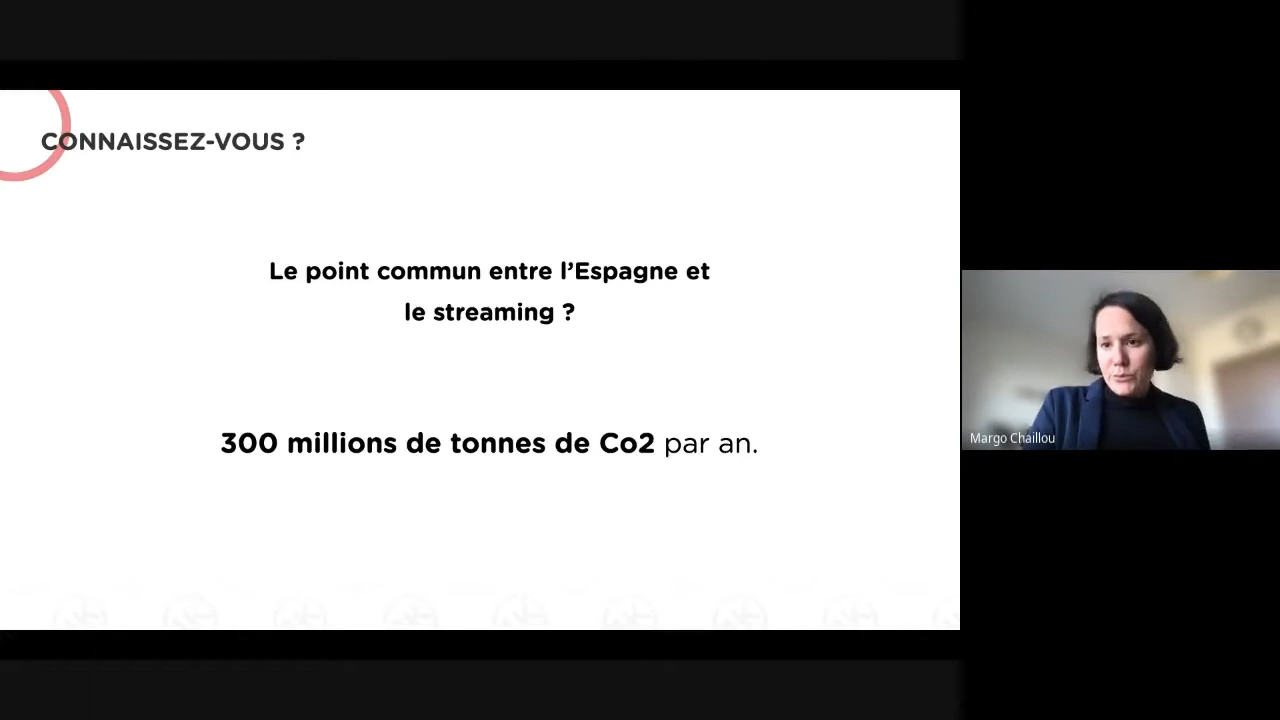 CONNAISSEZ-VOUS ?
Le point commun entre l’Espagne et
le streaming ?
300 millions de tonnes de Co2 par an.
Margo Chaillou